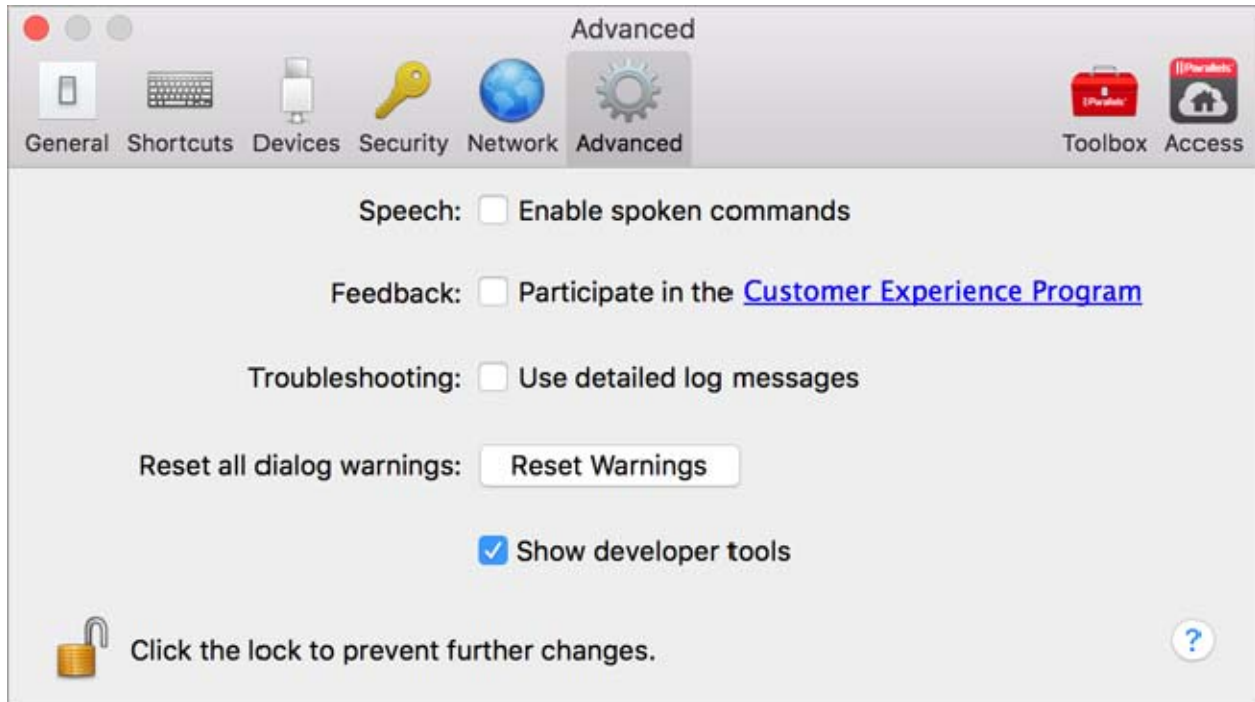 Advanced
||Parallels®
||Parallels®
General Shortcuts Devices Security Network Advanced Toolbox Access
Speech: Enable spoken commands
Feedback: Participate in the Customer Experience Program
Troubleshooting: Use detailed log messages
Reset all dialog warnings: Reset Warnings
Show developer tools
Click the lock to prevent further changes.
?